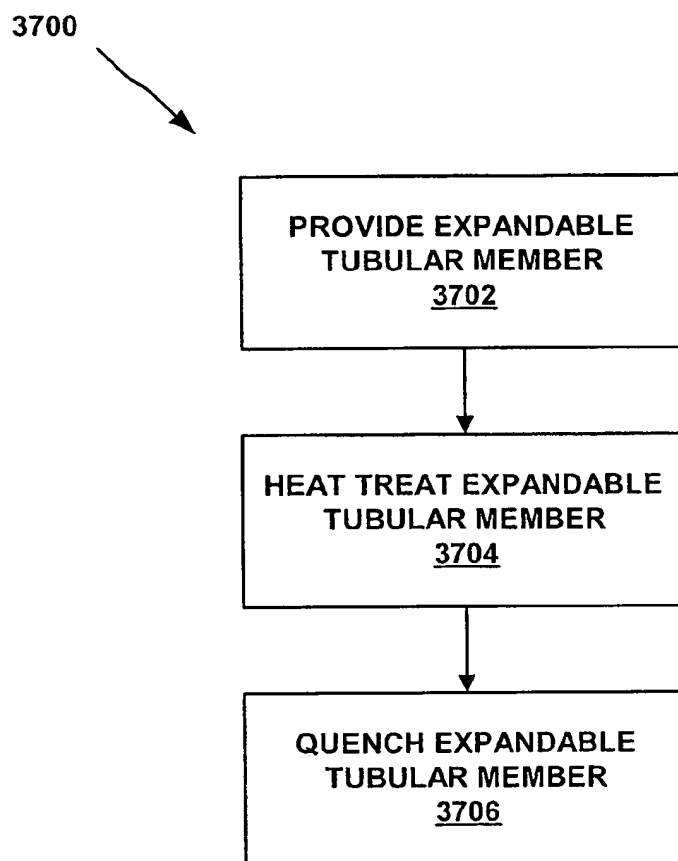 3700
PROVIDE EXPANDABLE
TUBULAR MEMBER
3702
HEAT TREAT EXPANDABLE
TUBULAR MEMBER
3704
QUENCH EXPANDABLE
TUBULAR MEMBER
3706